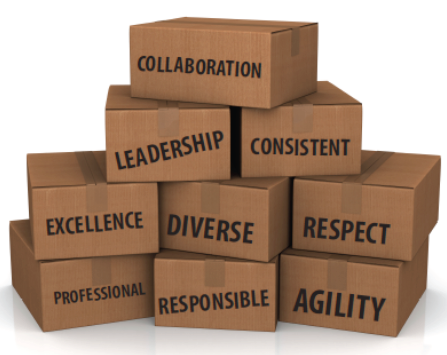 COLLABORATION
LEADERSHIP
CONSISTENT
EXCELLENCE
DIVERSE
RESPECT
PROFESSIONAL
RESPONSIBLE
AGILITY